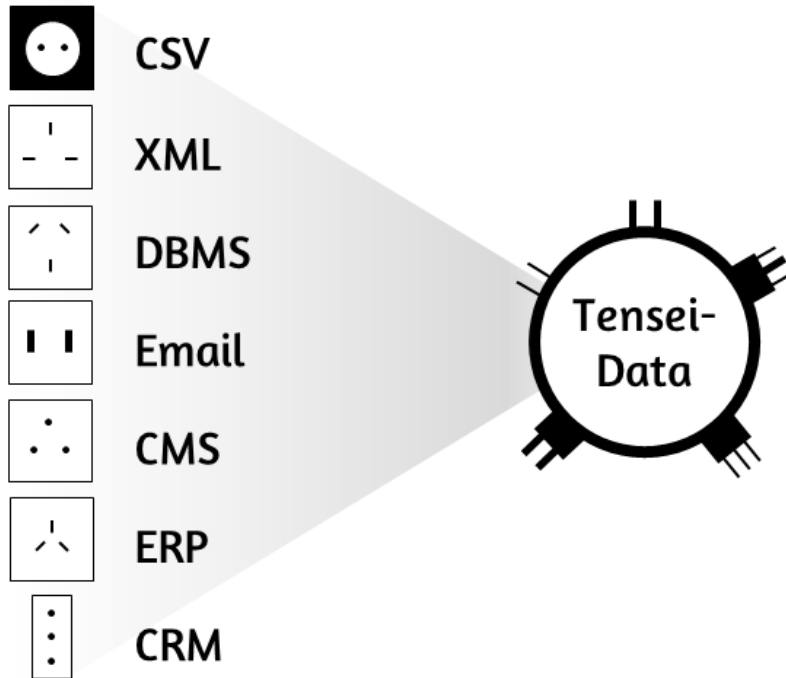 CSV
XML
DBMS
Email
CMS
ERP
CRM
Tensei-
Data